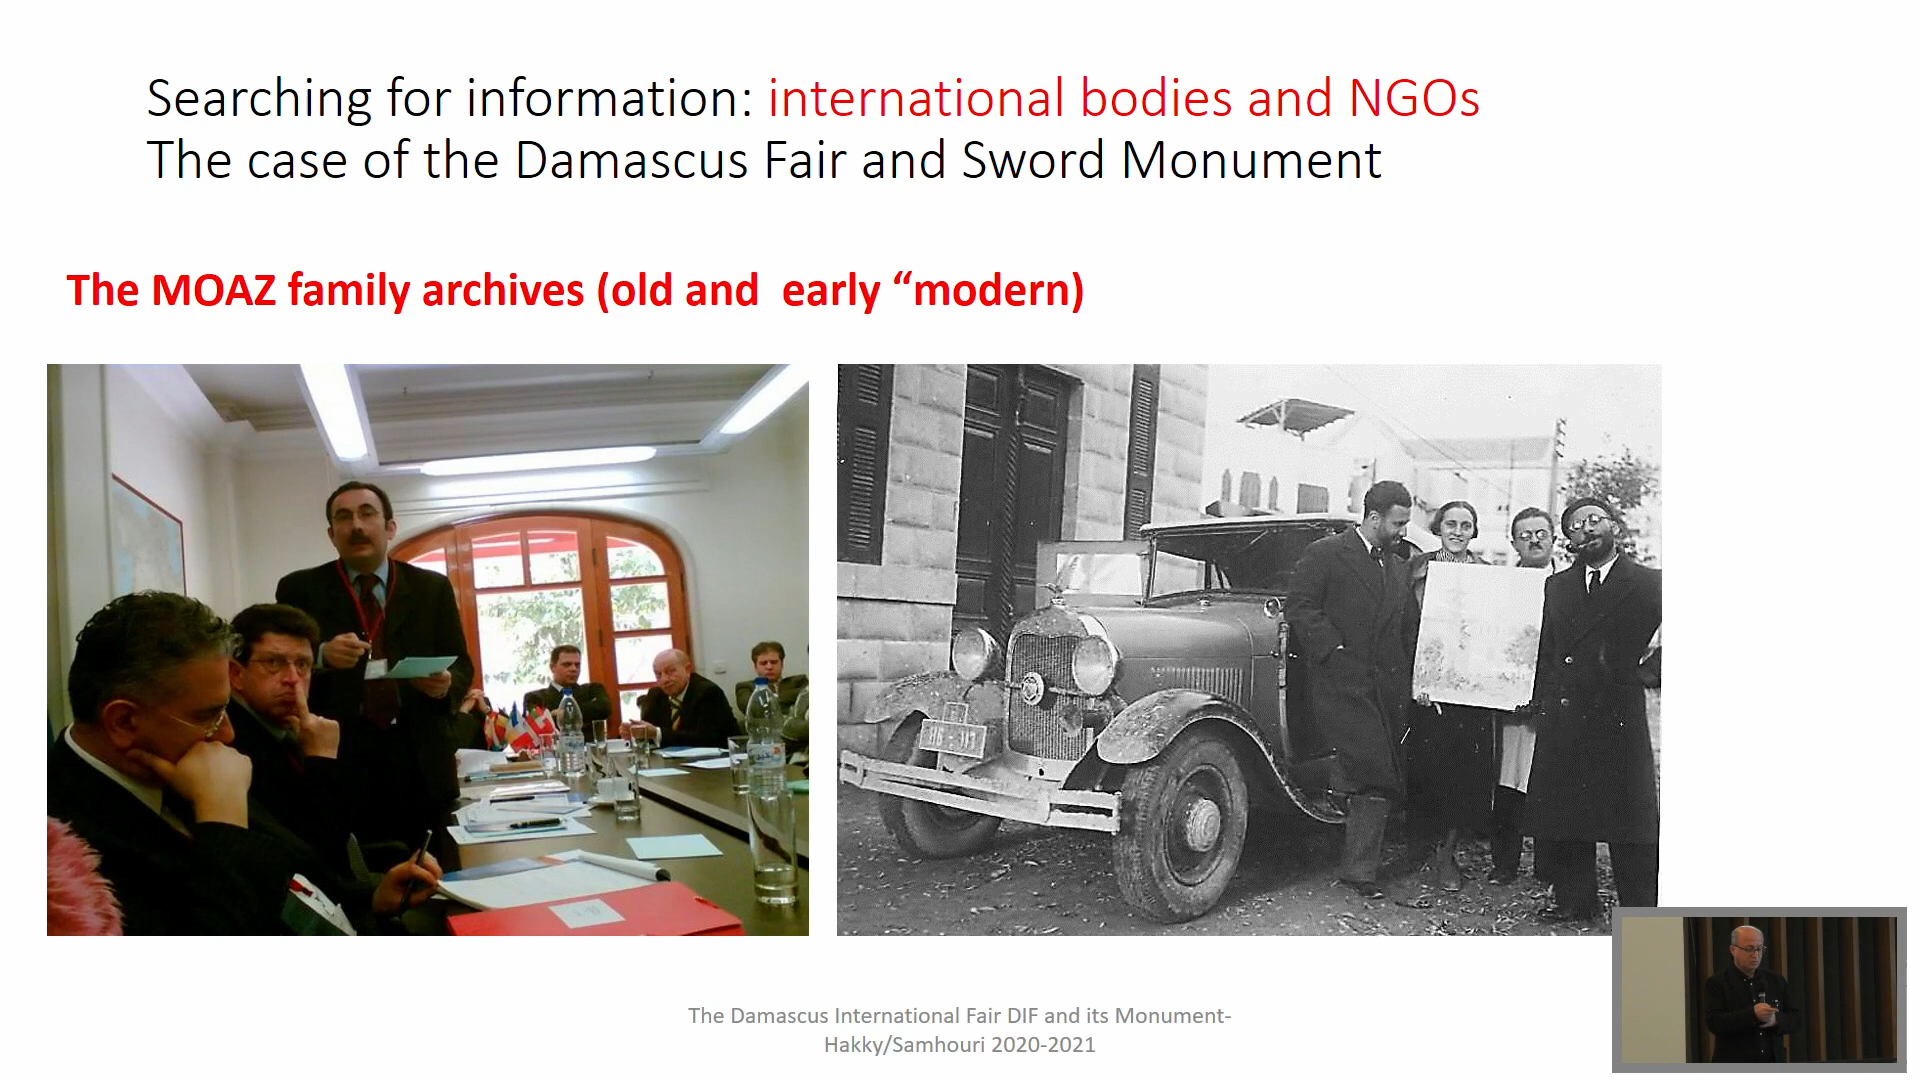 Searching for information: international bodies and NGOs
The case of the Damascus Fair and Sword Monument
The MOAZ family archives (old and  early “modern)
The Damascus International Fair DIF and its Monument-
Hakky/Samhouri 2020-2021